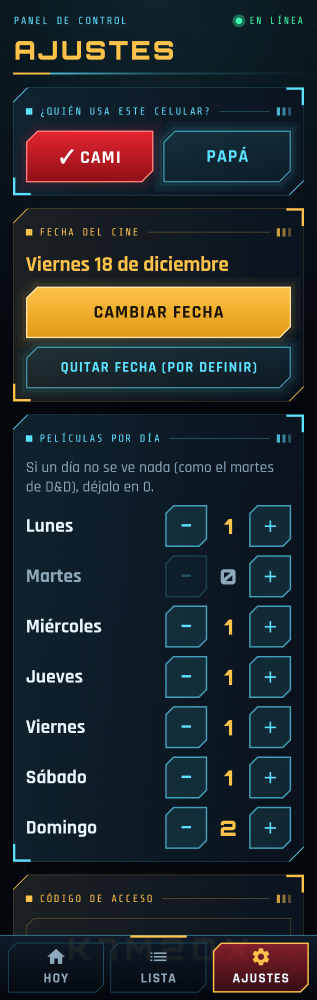 PANEL DE CONTROL
EN LÍNEA
AJUSTES
¿QUIÉN USA ESTE CELULAR?
✓ CAMI
PAPÁ
FECHA DEL CINE
Viernes 18 de diciembre
CAMBIAR FECHA
QUITAR FECHA (POR DEFINIR)
PELÍCULAS POR DÍA
Si un día no se ve nada (como el martes
de D&D), déjalo en 0.
Lunes − 1 +
Martes − 0 +
Miércoles − 1 +
Jueves − 1 +
Viernes − 1 +
Sábado − 1 +
Domingo − 2 +
CÓDIGO DE ACCESO
HOY
LISTA
AJUSTES